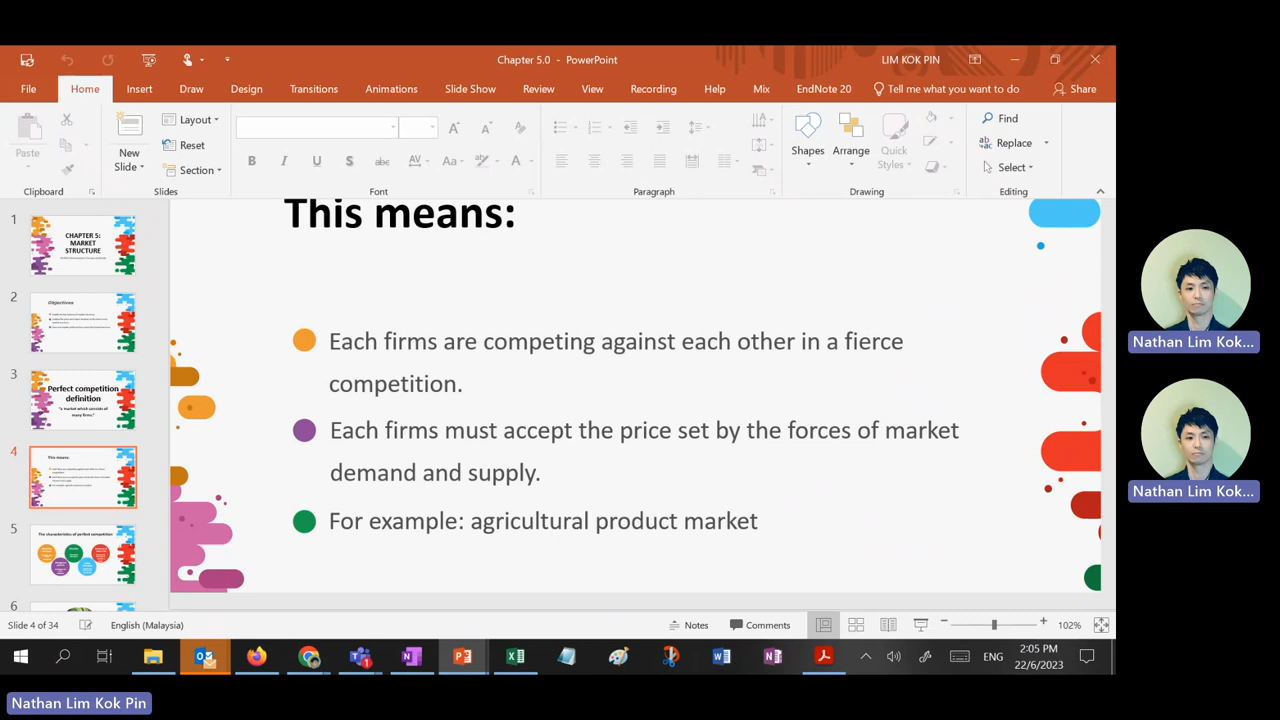 Chapter 5.0 - PowerPoint
LIM KOK PIN
File Home Insert Draw Design Transitions Animations Slide Show Review View Recording Help Mix EndNote 20 Tell me what you want to do Share
Paste
New
Slide
Layout
Reset
Section
Shapes
Arrange
Quick
Styles
Find
Replace
Select
Clipboard Slides Font Paragraph Drawing Editing
1
CHAPTER 5:
MARKET
STRUCTURE
2
Objectives
3
Perfect competition
definition
"a market which consists of
many firms."
4
This means:
5
The characteristics of perfect competition
6
This means:
Each firms are competing against each other in a fierce
competition.
Each firms must accept the price set by the forces of market
demand and supply.
For example: agricultural product market
Nathan Lim Kok...
Nathan Lim Kok...
Slide 4 of 34 English (Malaysia) Notes Comments 102%
ENG
2:05 PM
22/6/2023
Nathan Lim Kok Pin